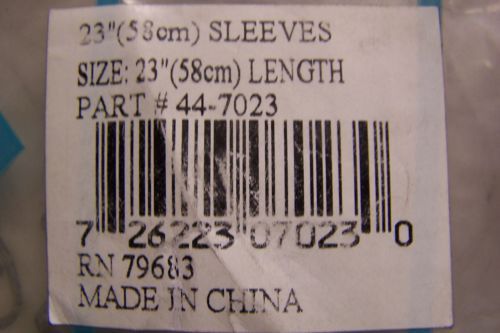 23"(58cm) SLEEVES
SIZE: 23"(58cm) LENGTH
PART # 44-7023
7 26223 07023 0
RN 79683
MADE IN CHINA